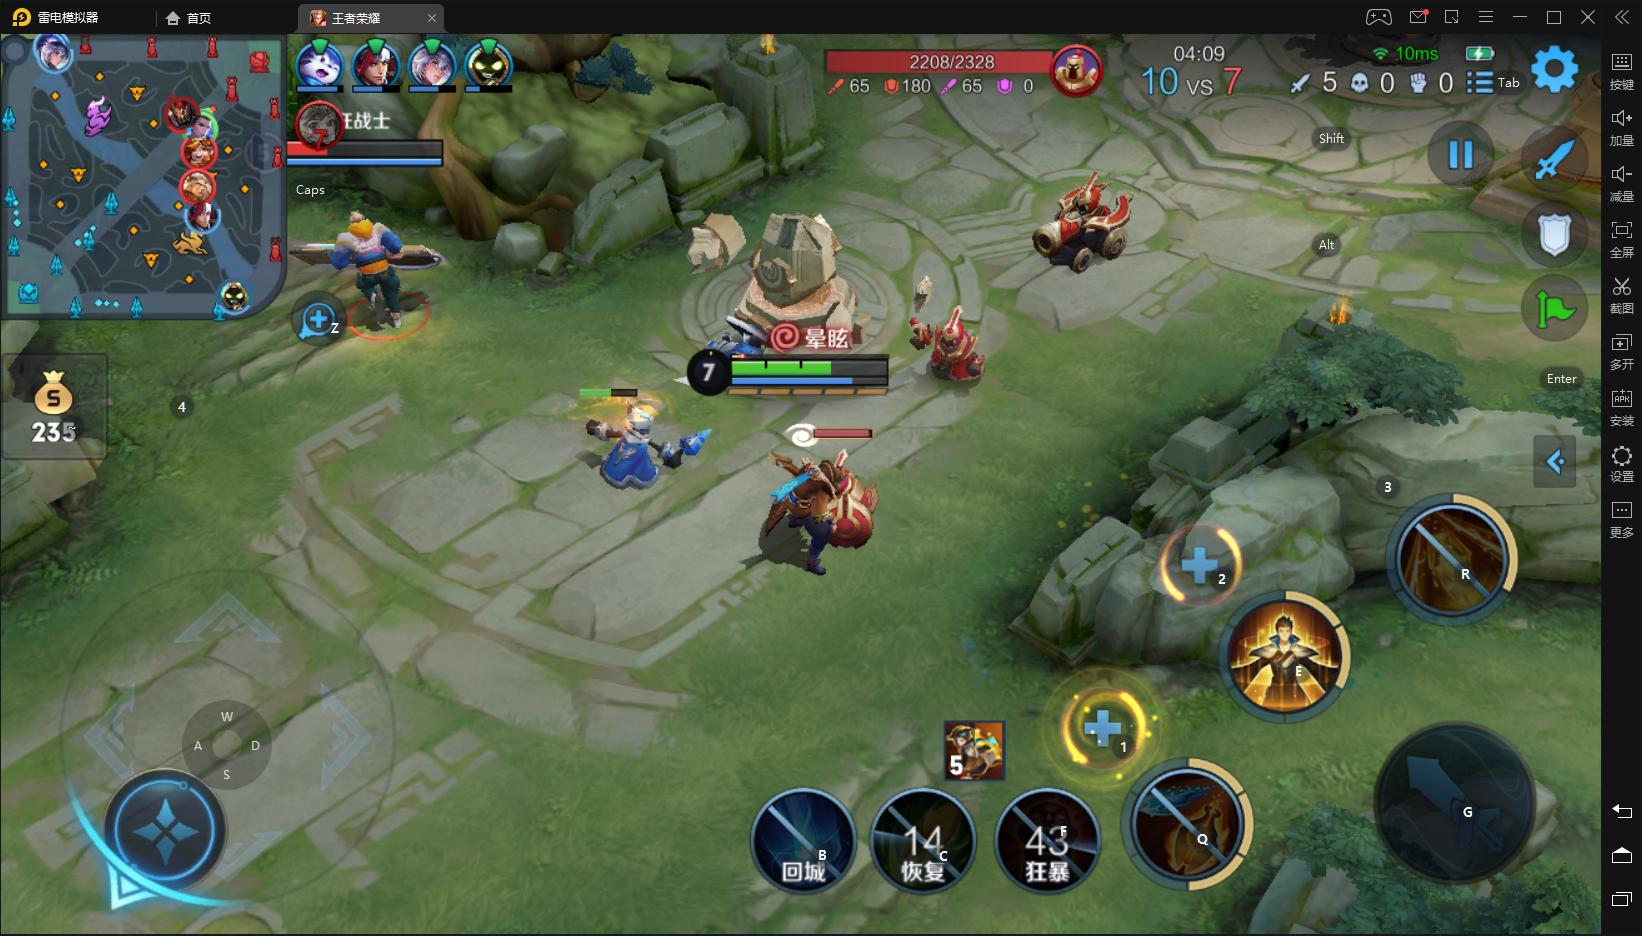 雷电模拟器
首页
王者荣耀
2208/2328
65
180
65
0
04:09
10 VS 7
10ms
5
0
0
Tab
7
狂战士
Caps
Shift
Alt
Enter
Z
235
4
晕眩
7
3
2
R
E
1
5
W
A
D
S
B
回城
14
C
恢复
43
F
狂暴
Q
G
按键
加量
减量
全屏
截图
多开
APK
安装
设置
更多